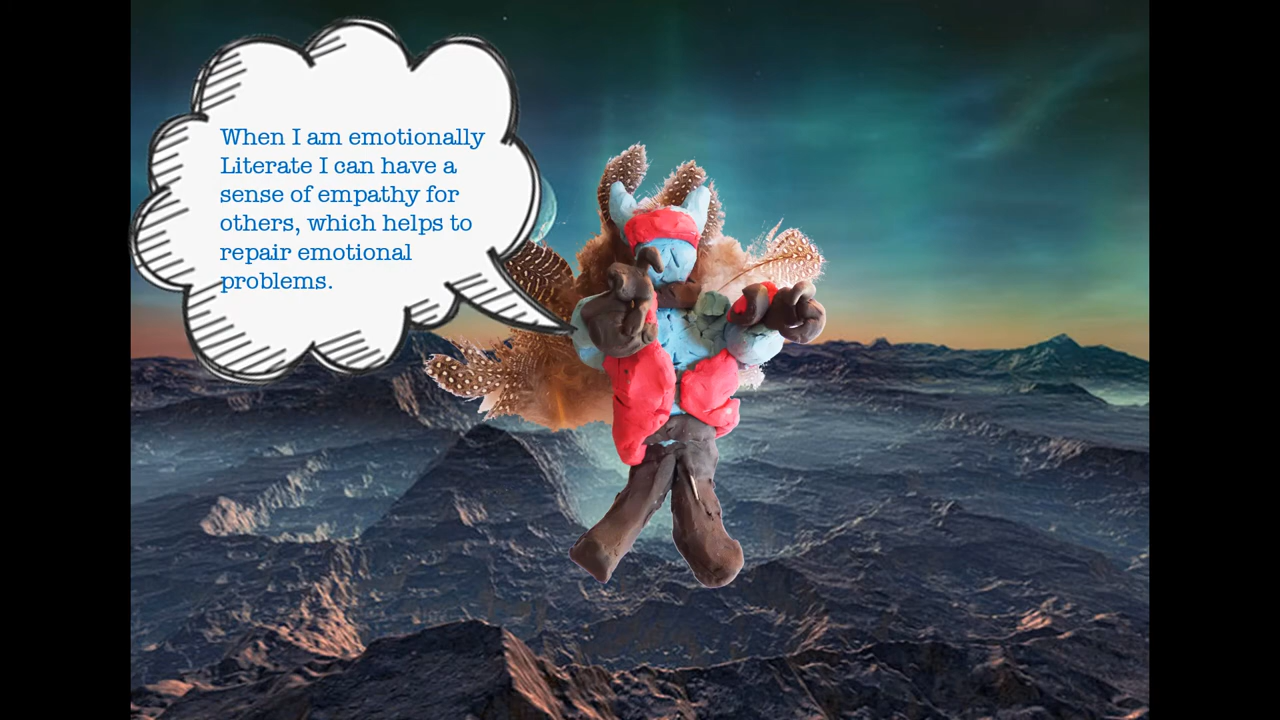 When I am emotionally
Literate I can have a
sense of empathy for
others, which helps to
repair emotional
problems.